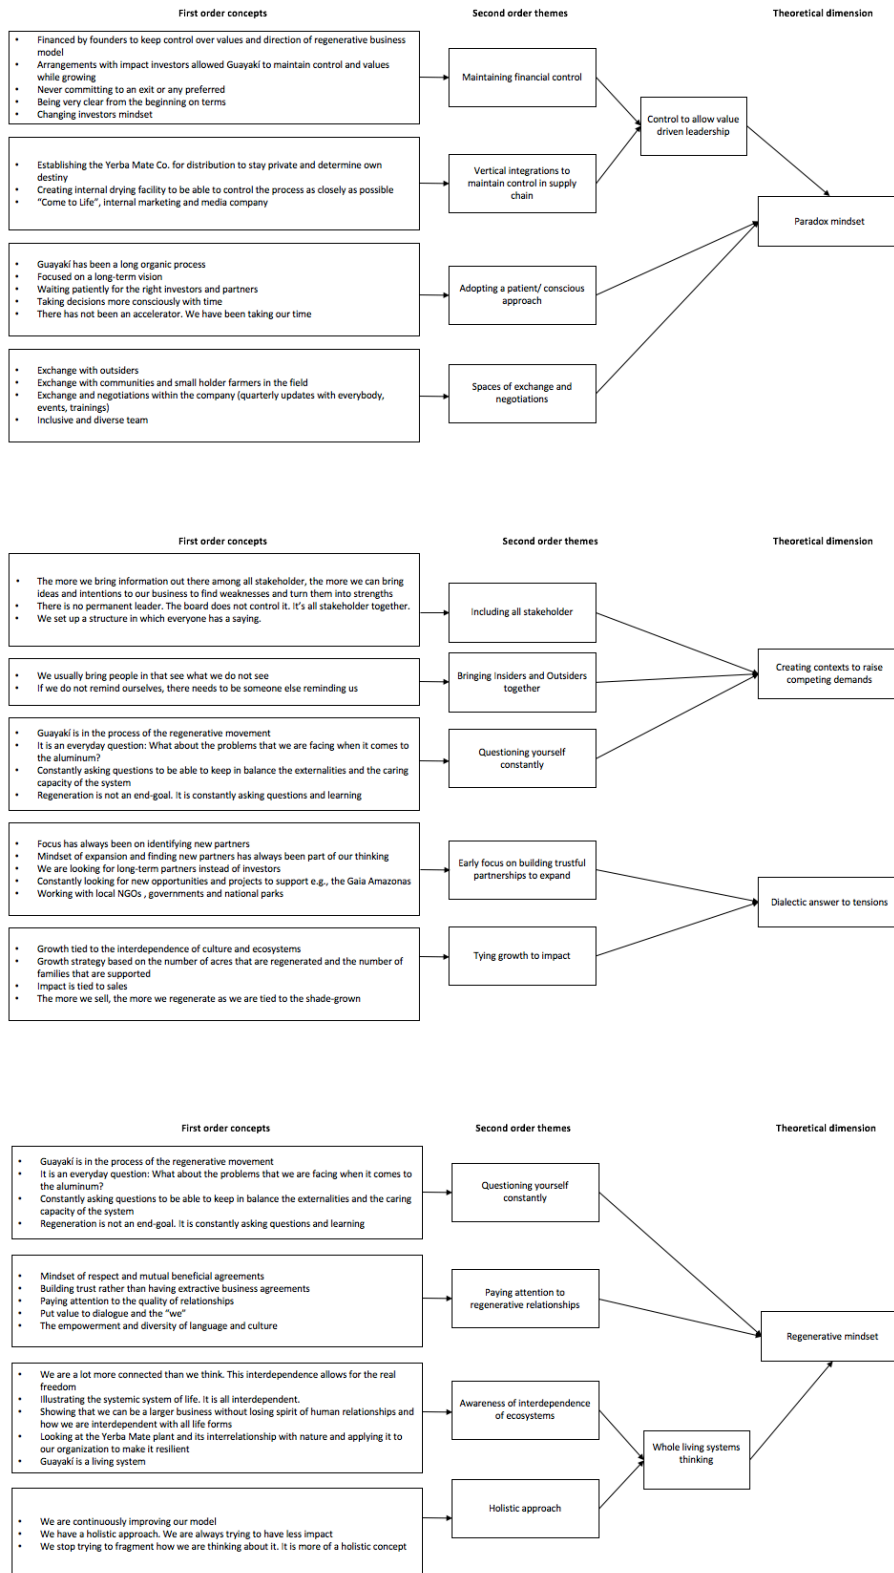 First order concepts
Second order themes
Theoretical dimension
• Financed by founders to keep control over values and direction of regenerative business
model
• Arrangements with impact investors allowed Guayakí to maintain control and values
while growing
• Never committing to an exit or any preferred
• Being very clear from the beginning on terms
• Changing investors mindset
Maintaining financial control
Control to allow value
driven leadership
• Establishing the Yerba Mate Co. for distribution to stay private and determine own
destiny
• Creating internal drying facility to be able to control the process as closely as possible
• “Come to Life”, internal marketing and media company
Vertical integrations to
maintain control in supply
chain
Paradox mindset
• Guayakí has been a long organic process
• Focused on a long-term vision
• Waiting patiently for the right investors and partners
• Taking decisions more consciously with time
• There has not been an accelerator. We have been taking our time
Adopting a patient/ conscious
approach
• Exchange with outsiders
• Exchange with communities and small holder farmers in the field
• Exchange and negotiations within the company (quarterly updates with everybody,
events, trainings)
• Inclusive and diverse team
Spaces of exchange and
negotiations
First order concepts
Second order themes
Theoretical dimension
• The more we bring information out there among all stakeholder, the more we can bring
ideas and intentions to our business to find weaknesses and turn them into strengths
• There is no permanent leader. The board does not control it. It’s all stakeholder together.
• We set up a structure in which everyone has a saying.
Including all stakeholder
• We usually bring people in that see what we do not see
• If we do not remind ourselves, there needs to be someone else reminding us
Bringing Insiders and Outsiders
together
Creating contexts to raise
competing demands
• Guayakí is in the process of the regenerative movement
• It is an everyday question: What about the problems that we are facing when it comes to
the aluminum?
• Constantly asking questions to be able to keep in balance the externalities and the caring
capacity of the system
• Regeneration is not an end-goal. It is constantly asking questions and learning
Questioning yourself
constantly
• Focus has always been on identifying new partners
• Mindset of expansion and finding new partners has always been part of our thinking
• We are looking for long-term partners instead of investors
• Constantly looking for new opportunities and projects to support e.g., the Gaia Amazonas
• Working with local NGOs , governments and national parks
Early focus on building trustful
partnerships to expand
Dialectic answer to tensions
• Growth tied to the interdependence of culture and ecosystems
• Growth strategy based on the number of acres that are regenerated and the number of
families that are supported
• Impact is tied to sales
• The more we sell, the more we regenerate as we are tied to the shade-grown
Tying growth to impact
First order concepts
Second order themes
Theoretical dimension
• Guayakí is in the process of the regenerative movement
• It is an everyday question: What about the problems that we are facing when it comes to
the aluminum?
• Constantly asking questions to be able to keep in balance the externalities and the caring
capacity of the system
• Regeneration is not an end-goal. It is constantly asking questions and learning
Questioning yourself
constantly
• Mindset of respect and mutual beneficial agreements
• Building trust rather than having extractive business agreements
• Paying attention to the quality of relationships
• Put value to dialogue and the “we”
• The empowerment and diversity of language and culture
Paying attention to
regenerative relationships
Regenerative mindset
• We are a lot more connected than we think. This interdependence allows for the real
freedom
• Illustrating the systemic system of life. It is all interdependent.
• Showing that we can be a larger business without losing spirit of human relationships and
how we are interdependent with all life forms
• Looking at the Yerba Mate plant and its interrelationship with nature and applying it to
our organization to make it resilient
• Guayakí is a living system
Awareness of interdependence
of ecosystems
Whole living systems
thinking
• We are continuously improving our model
• We have a holistic approach. We are always trying to have less impact
• We stop trying to fragment how we are thinking about it. It is more of a holistic concept
Holistic approach